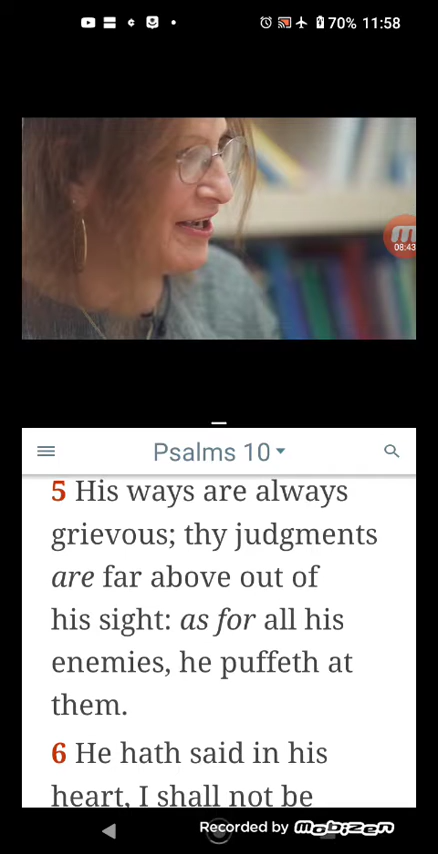 70% 11:58
08:43
Psalms 10
5 His ways are always
grievous; thy judgments
are far above out of
his sight: as for all his
enemies, he puffeth at
them.
6 He hath said in his
heart, I shall not be
Recorded by Mobizen